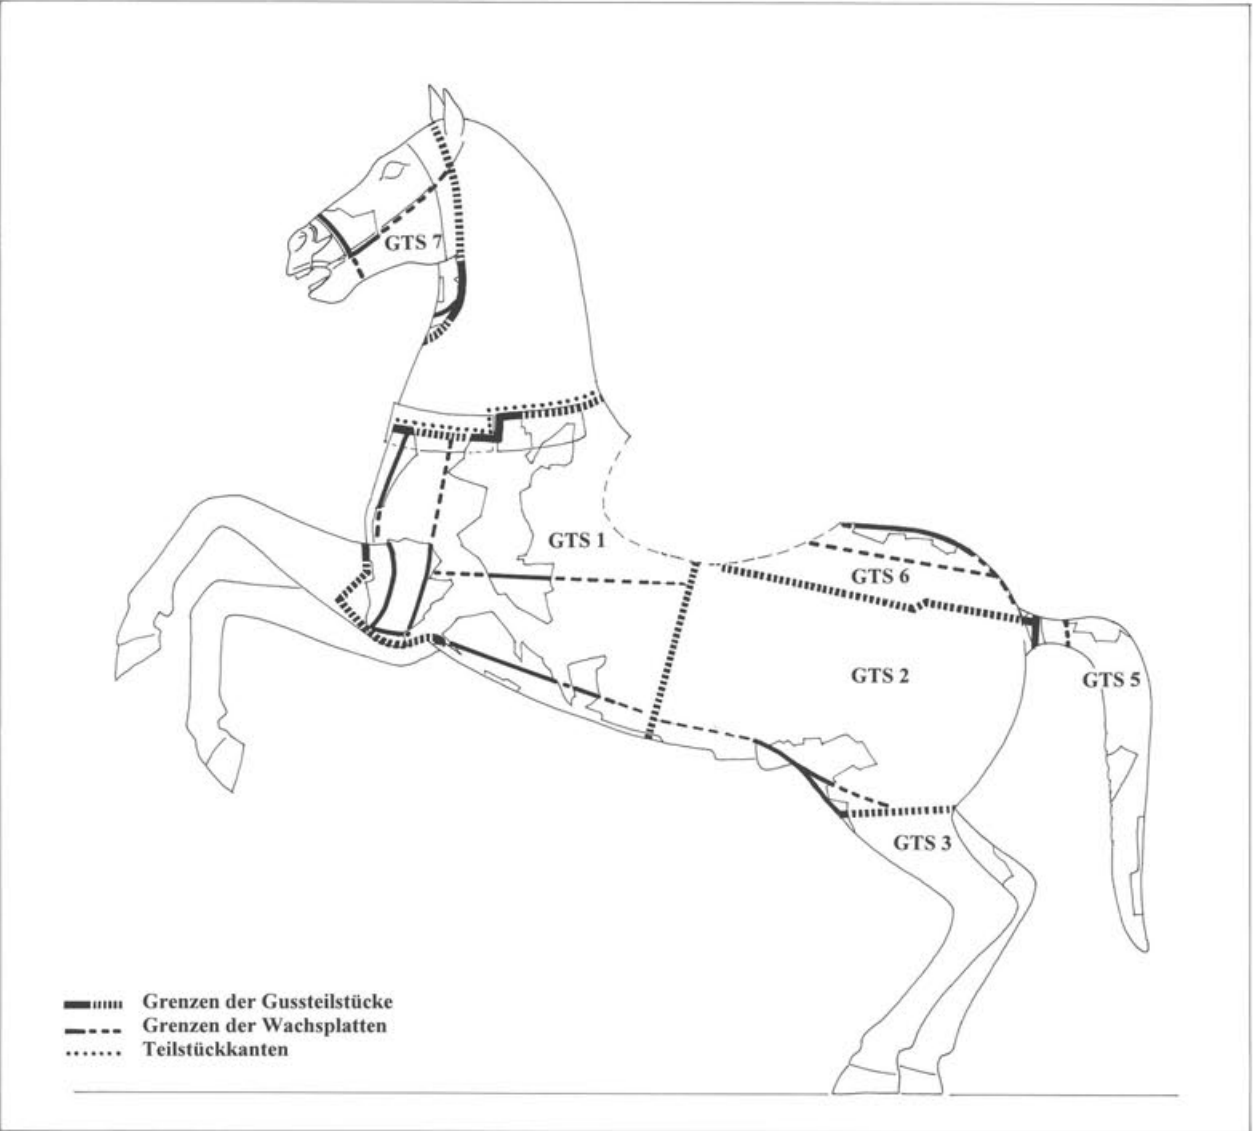 GTS 7
GTS 1
GTS 6
GTS 2
GTS 5
GTS 3
Grenzen der Gussteilstücke
Grenzen der Wachsplatten
Teilstückkanten